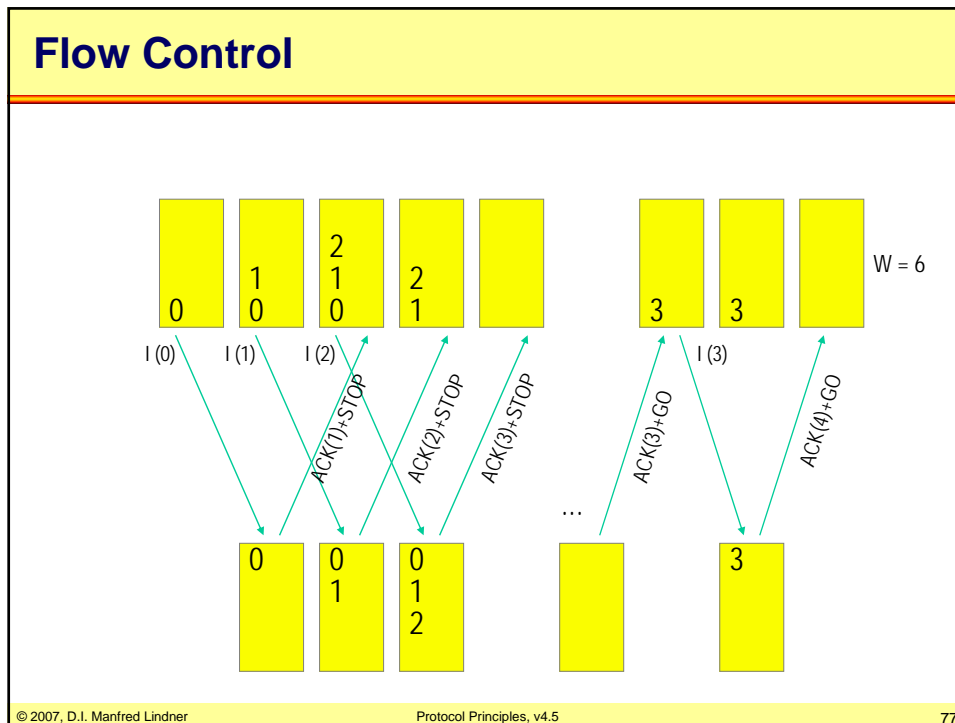 Flow Control
2
1 1 2 W = 6
0 0 0 1 3 3
I (0) I (1) I (2) I (3)
ACK(1)+STOP ACK(2)+STOP ACK(3)+STOP ACK(3)+GO ACK(4)+GO
...
0 0 0 3
1 1
2
© 2007, D.I. Manfred Lindner Protocol Principles, v4.5 77